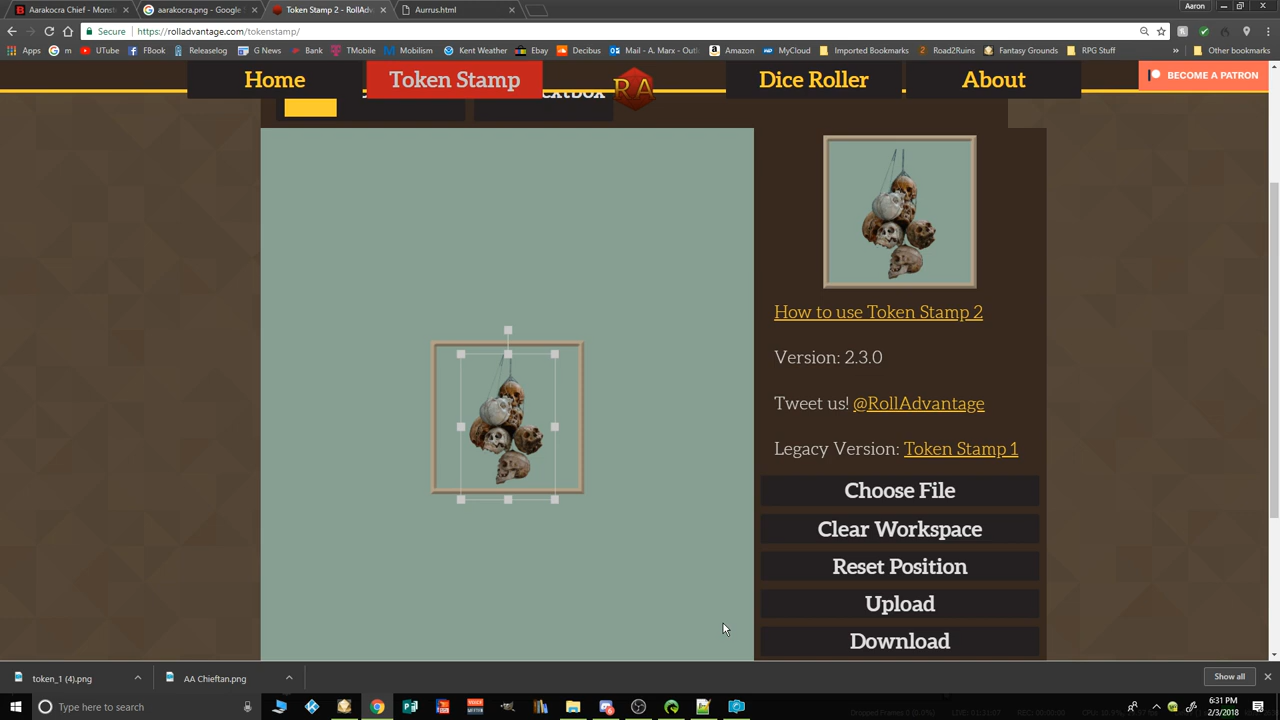 Aarakocra Chief - Monst
aarakocra.png - Google
Token Stamp 2 - RollAdv
Aurrus.html
Aaron
Secure
https://rolladvantage.com/tokenstamp/
Apps
m
UTube
FBook
Releaselog
G News
Bank
TMobile
Mobilism
Kent Weather
Ebay
Decibus
Mail - A. Marx - Out
Amazon
MyCloud
Imported Bookmarks
Road2Ruins
Fantasy Grounds
RPG Stuff
»
Other bookmarks
Home
Token Stamp
RA
Dice Roller
About
BECOME A PATRON
How to use Token Stamp 2
Version: 2.3.0
Tweet us! @RollAdvantage
Legacy Version: Token Stamp 1
Choose File
Clear Workspace
Reset Position
Upload
Download
token_1 (4).png
AA Chieftan.png
Show all
Type here to search
6:31 PM
2/3/2018